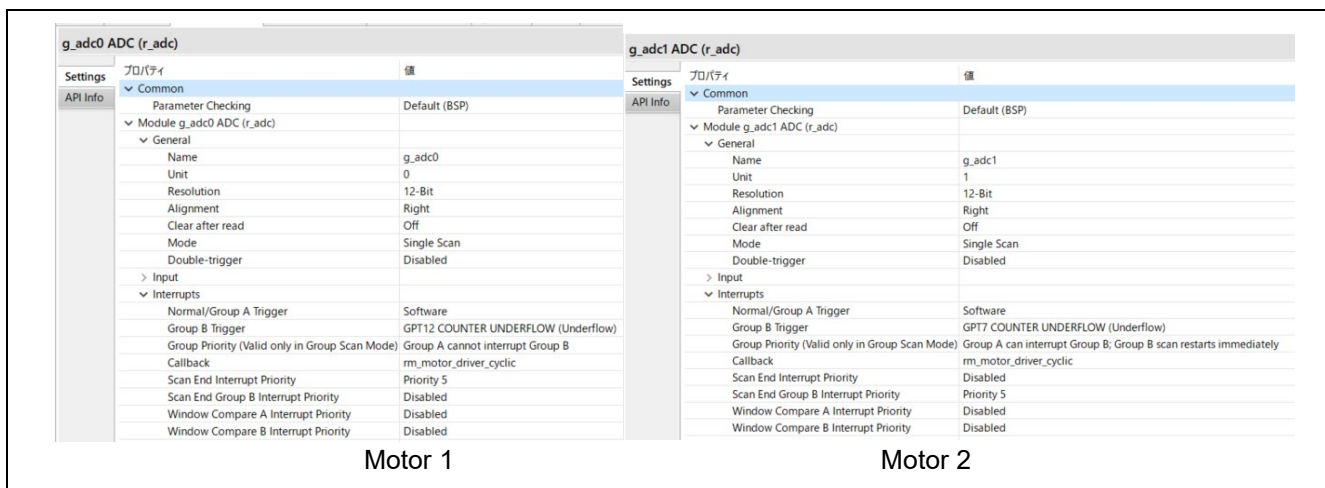 g_adc0 ADC (r_adc)
Settings
API Info
プロパティ 値
Common
Parameter Checking Default (BSP)
Module g_adc0 ADC (r_adc)
General
Name g_adc0
Unit 0
Resolution 12-Bit
Alignment Right
Clear after read Off
Mode Single Scan
Double-trigger Disabled
Input
Interrupts
Normal/Group A Trigger Software
Group B Trigger GPT12 COUNTER UNDERFLOW (Underflow)
Group Priority (Valid only in Group Scan Mode) Group A cannot interrupt Group B
Callback rm_motor_driver_cyclic
Scan End Interrupt Priority Priority 5
Scan End Group B Interrupt Priority Disabled
Window Compare A Interrupt Priority Disabled
Window Compare B Interrupt Priority Disabled
Motor 1
g_adc1 ADC (r_adc)
Settings
API Info
プロパティ 値
Common
Parameter Checking Default (BSP)
Module g_adc1 ADC (r_adc)
General
Name g_adc1
Unit 1
Resolution 12-Bit
Alignment Right
Clear after read Off
Mode Single Scan
Double-trigger Disabled
Input
Interrupts
Normal/Group A Trigger Software
Group B Trigger GPT7 COUNTER UNDERFLOW (Underflow)
Group Priority (Valid only in Group Scan Mode) Group A can interrupt Group B; Group B scan restarts immediately
Callback rm_motor_driver_cyclic
Scan End Interrupt Priority Disabled
Scan End Group B Interrupt Priority Priority 5
Window Compare A Interrupt Priority Disabled
Window Compare B Interrupt Priority Disabled
Motor 2